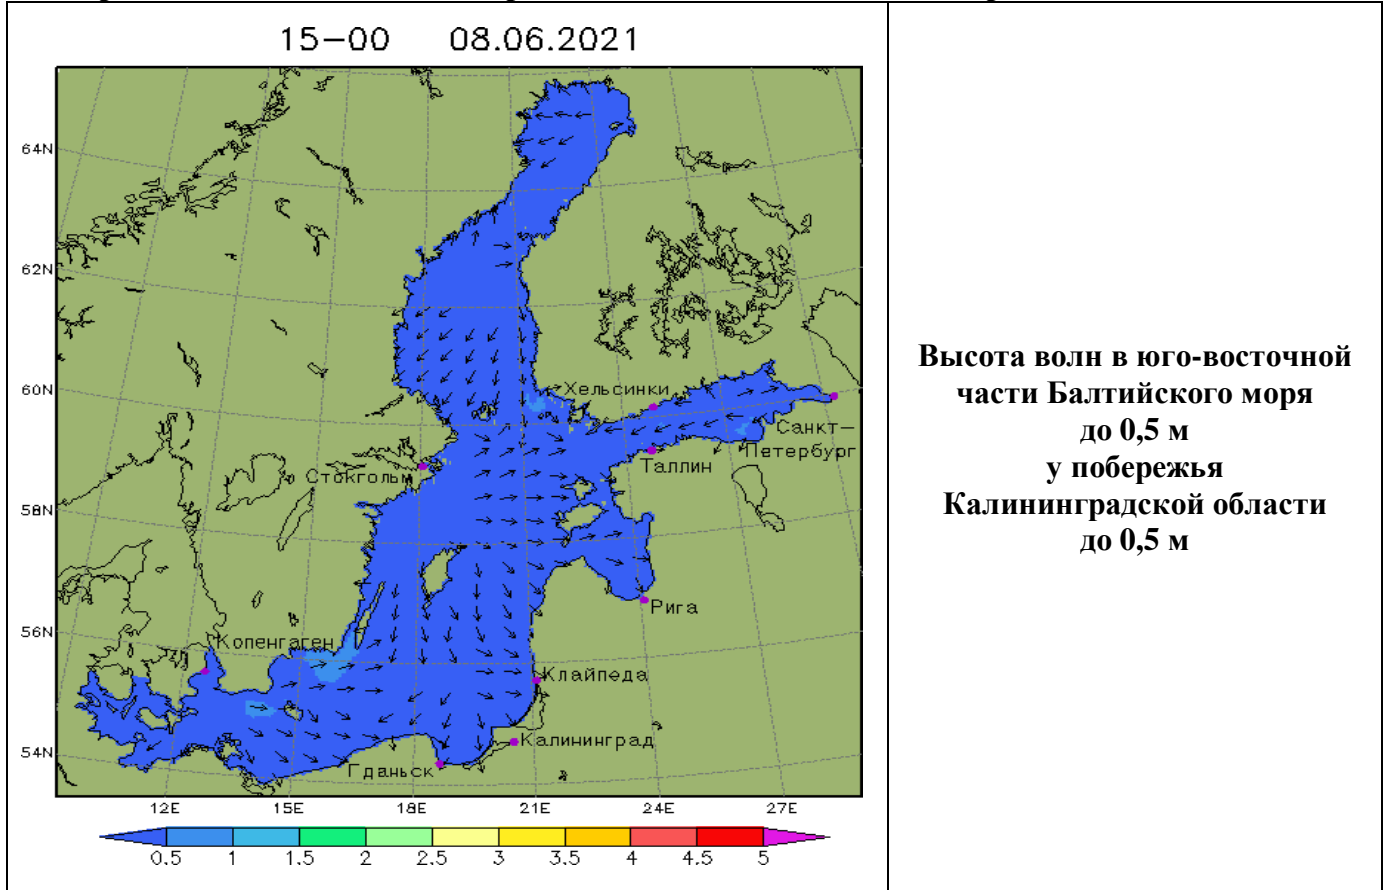 15-00 08.06.2021
64N
62N
60N
58N
56N
54N
Хельсинки
Санкт-
Петербург
Таллин
Стокгольм
Рига
Копенгаген
Клайпеда
Калининград
Гданьск
12E 15E 18E 21E 24E 27E
0.5 1 1.5 2 2.5 3 3.5 4 4.5 5
Высота волн в юго-восточной
части Балтийского моря
до 0,5 м
у побережья
Калининградской области
до 0,5 м